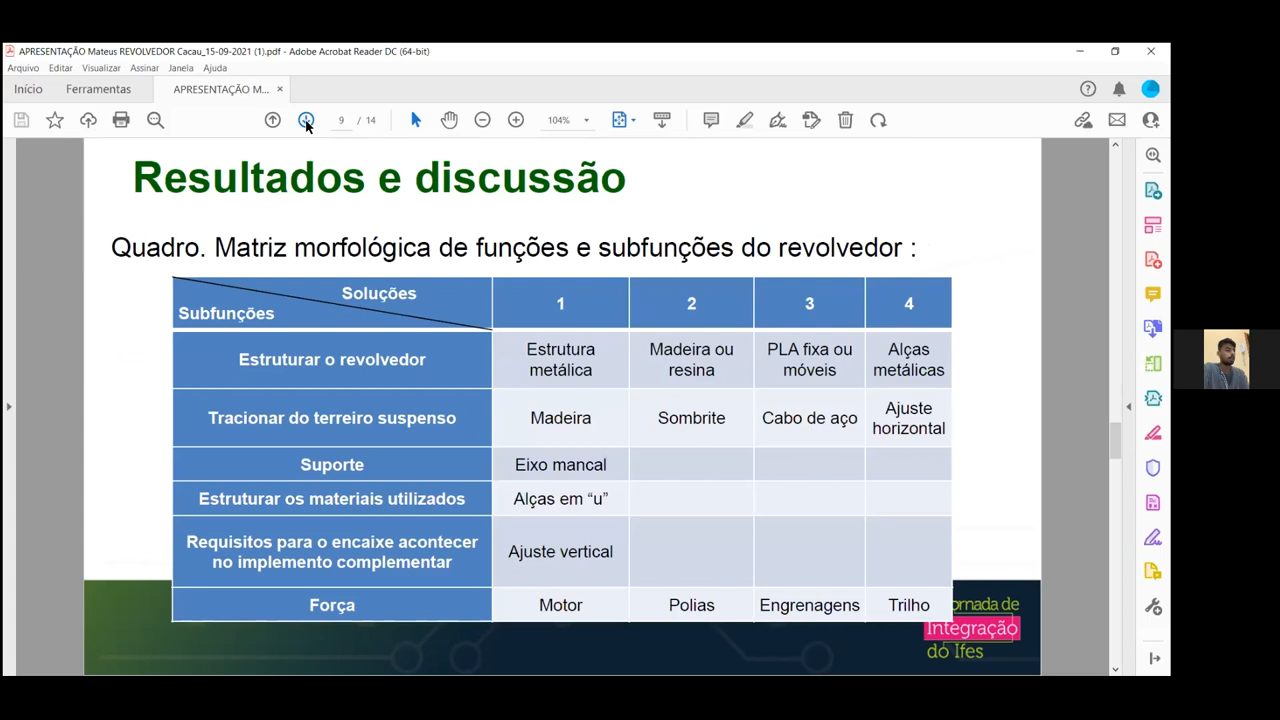 APRESENTAÇÃO Mateus REVOLVEDOR Cacau_15-09-2021 (1).pdf - Adobe Acrobat Reader DC (64-bit)
Arquivo Editar Visualizar Assinar Janela Ajuda
Início Ferramentas APRESENTAÇÃO M... ×
9 / 14 104%
Resultados e discussão
Quadro. Matriz morfológica de funções e subfunções do revolvedor :
Soluções
Subfunções
1 2 3 4
Estruturar o revolvedor
Estrutura
metálica
Madeira ou
resina
PLA fixa ou
móveis
Alças
metálicas
Tracionar do terreiro suspenso
Madeira
Sombrite
Cabo de aço
Ajuste
horizontal
Suporte
Eixo mancal
Estruturar os materiais utilizados
Alças em “u”
Requisitos para o encaixe acontecer
no implemento complementar
Ajuste vertical
Força
Motor
Polias
Engrenagens
Trilho
ornada de
Integração
do Ifes